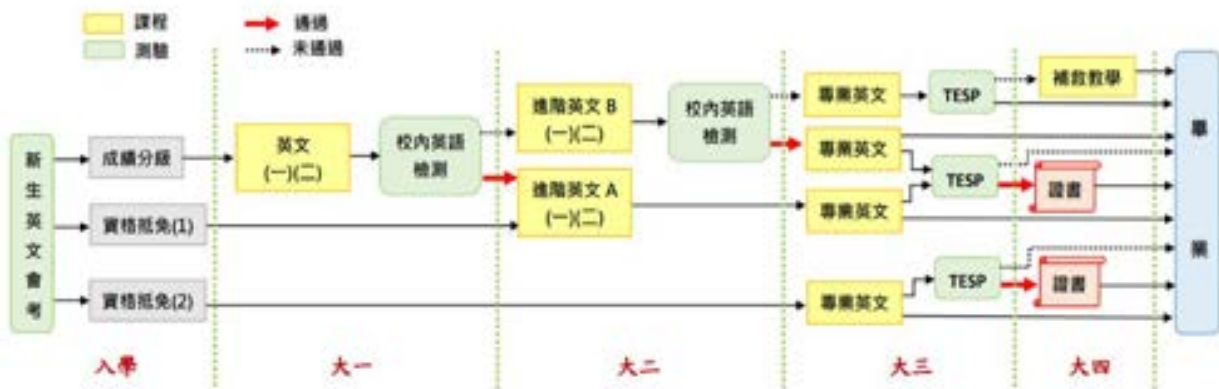 課程
通過
測驗
未通過
新生英文會考
成績分級
資格抵免(1)
資格抵免(2)
英文
(一)(二)
校內英語
檢測
進階英文 B
(一)(二)
進階英文 A
(一)(二)
校內英語
檢測
專業英文
TESP
補救教學
專業英文
TESP
證書
專業英文
專業英文
TESP
證書
畢業
入學
大一
大二
大三
大四